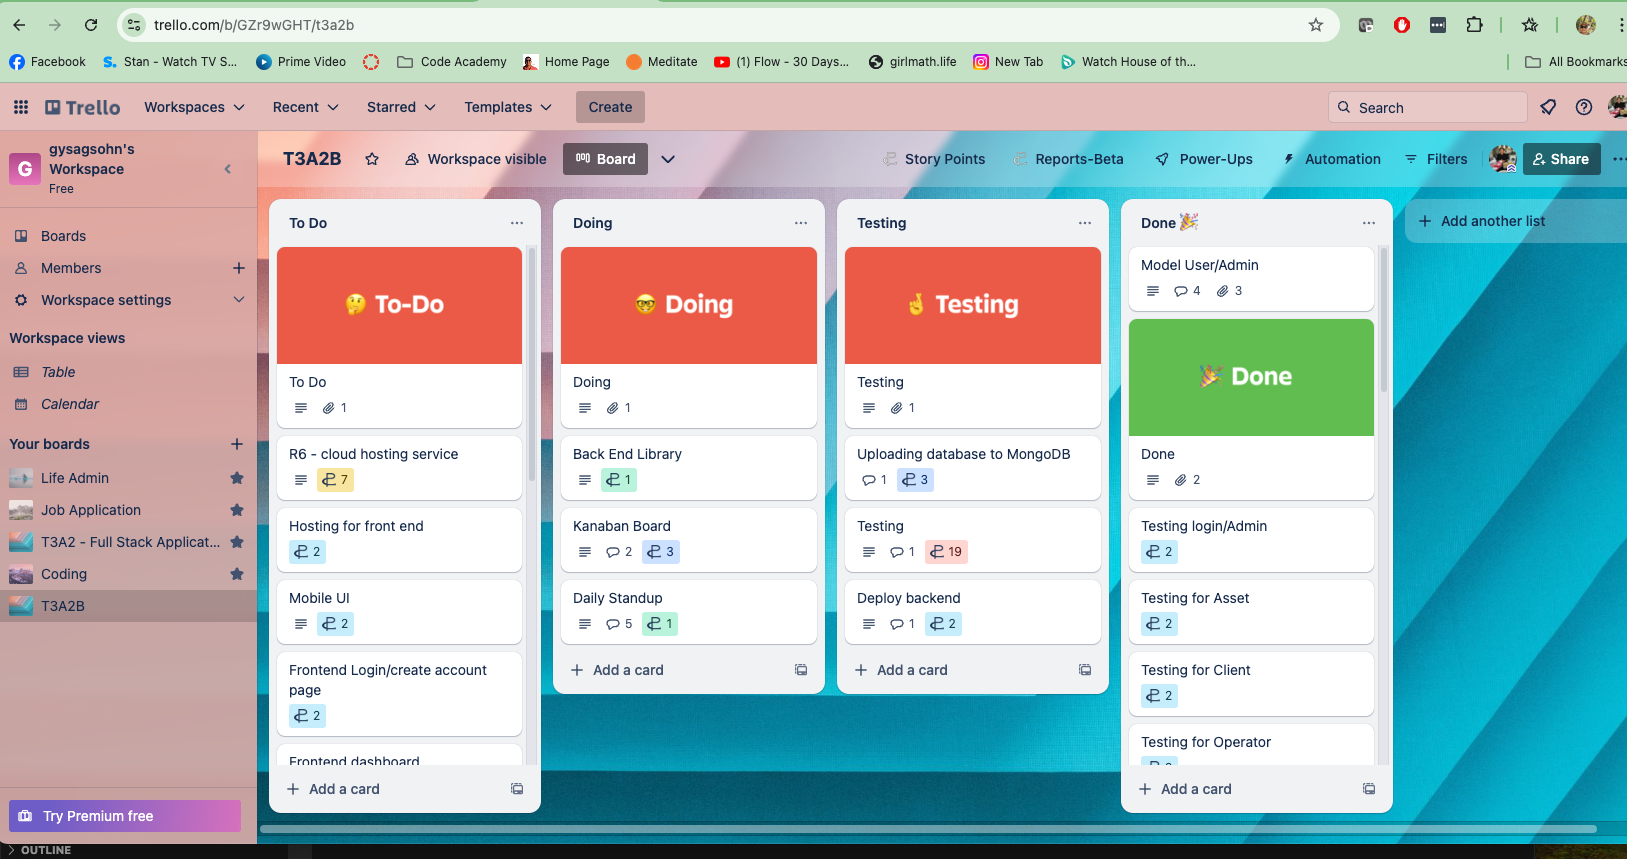 trello.com/b/GZr9wGHT/t3a2b
Facebook
Stan - Watch TV S...
Prime Video
Code Academy
Home Page
Meditate
(1) Flow - 30 Days...
girlmath.life
New Tab
Watch House of th...
All Bookmarks
Trello
Workspaces
Recent
Starred
Templates
Create
Search
G
gysagsohn's
Workspace
Free
T3A2B
Workspace visible
Board
Story Points
Reports-Beta
Power-Ups
Automation
Filters
Share
Boards
Members
Workspace settings
Workspace views
Table
Calendar
Your boards
Life Admin
Job Application
T3A2 - Full Stack Applicat...
Coding
T3A2B
Try Premium free
To Do
🤔 To-Do
To Do
1
R6 - cloud hosting service
7
Hosting for front end
2
Mobile UI
2
Frontend Login/create account
page
2
Frontend dashboard
+ Add a card
Doing
🤓 Doing
Doing
1
Back End Library
1
Kanaban Board
2 3
Daily Standup
5 1
+ Add a card
Testing
🤞 Testing
Testing
1
Uploading database to MongoDB
1 3
Testing
1 19
Deploy backend
1 2
+ Add a card
Done 🎉
Model User/Admin
4 3
🎉 Done
Done
2
Testing login/Admin
2
Testing for Asset
2
Testing for Client
2
Testing for Operator
+ Add a card
+ Add another list
OUTLINE